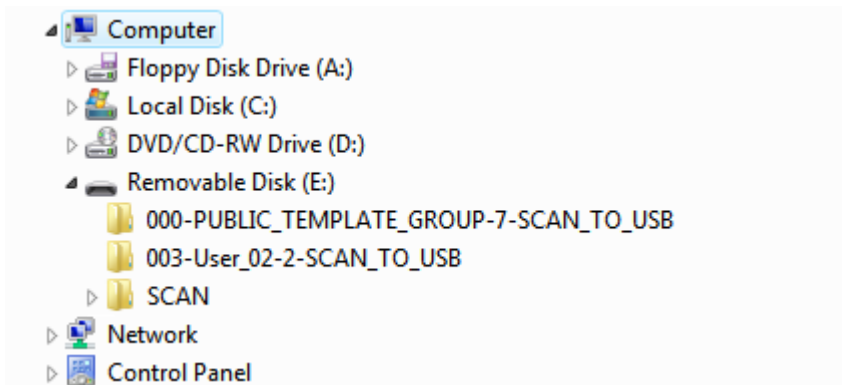 Computer
Floppy Disk Drive (A:)
Local Disk (C:)
DVD/CD-RW Drive (D:)
Removable Disk (E:)
000-PUBLIC_TEMPLATE_GROUP-7-SCAN_TO_USB
003-User_02-2-SCAN_TO_USB
SCAN
Network
Control Panel